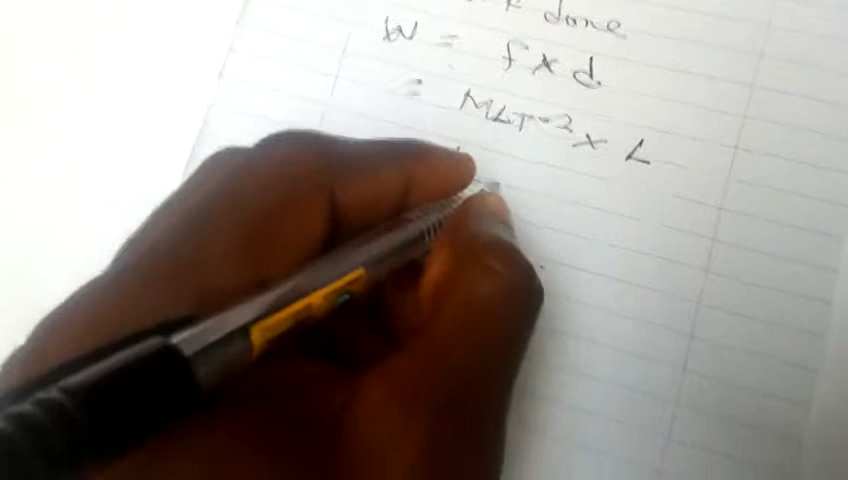 done
W = f x d
= MLT-2 x L